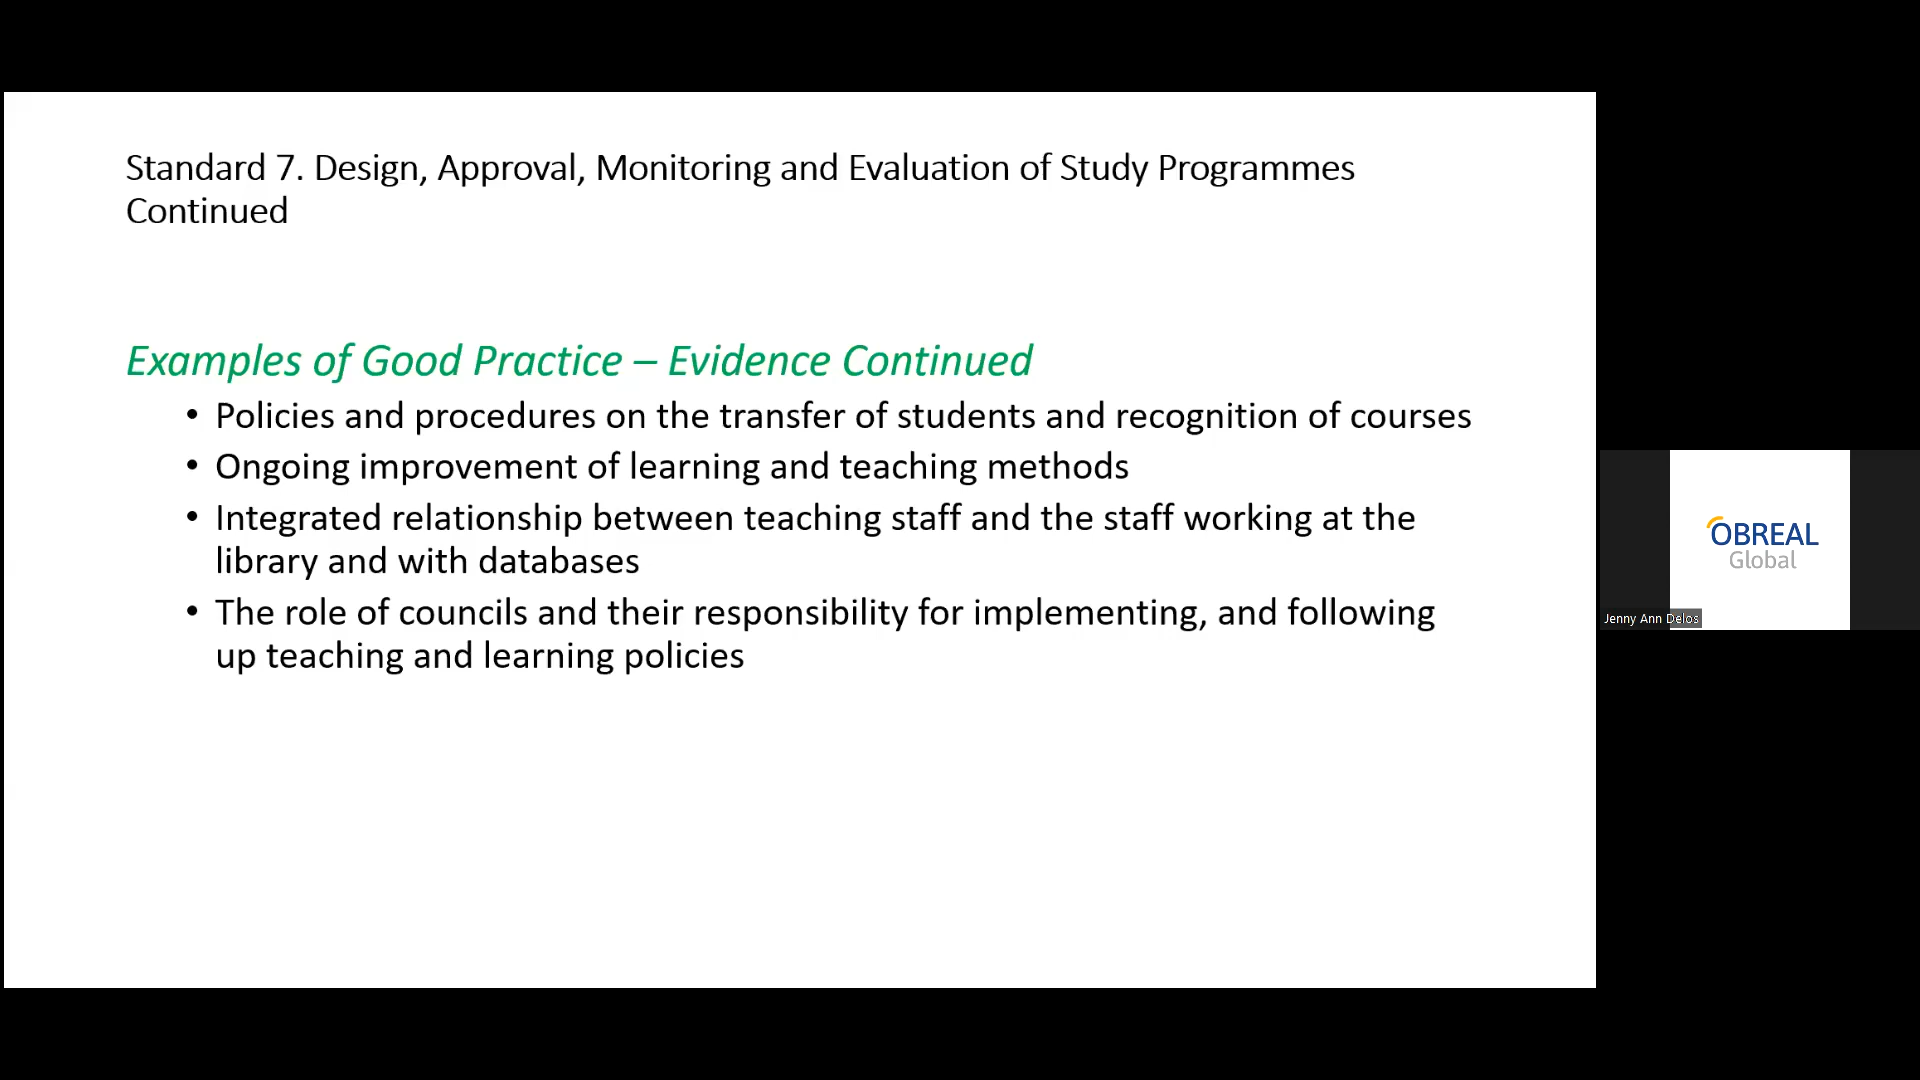 Standard 7. Design, Approval, Monitoring and Evaluation of Study Programmes
Continued
Examples of Good Practice – Evidence Continued
• Policies and procedures on the transfer of students and recognition of courses
• Ongoing improvement of learning and teaching methods
• Integrated relationship between teaching staff and the staff working at the
library and with databases
• The role of councils and their responsibility for implementing, and following
up teaching and learning policies
OBREAL
Global
Jenny Ann Delos